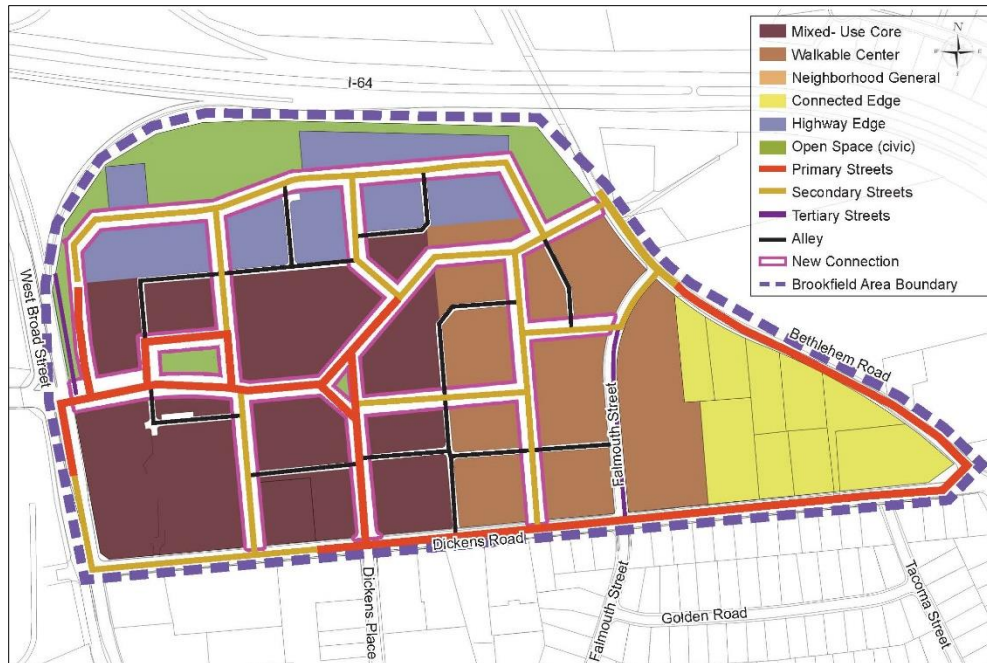 Mixed- Use Core
Walkable Center
Neighborhood General
Connected Edge
Highway Edge
Open Space (civic)
Primary Streets
Secondary Streets
Tertiary Streets
Alley
New Connection
Brookfield Area Boundary
N
I-64
West Broad Street
Bethlehem Road
Falmouth Street
Dickens Road
Dickens Place
Falmouth Street
Golden Road
Tacoma Street